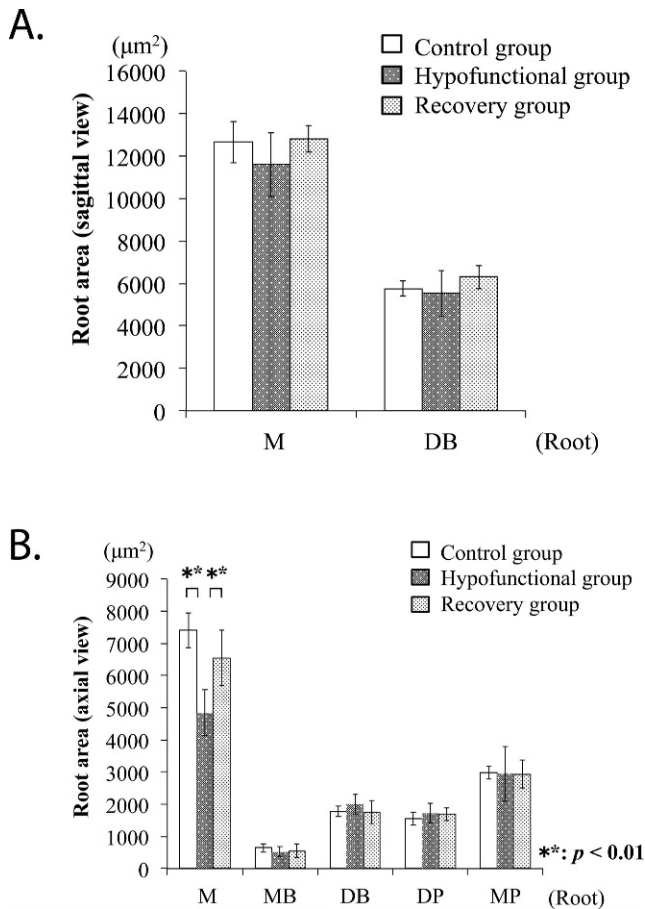 A.
(μm²)
Control group
Hypofunctional group
Recovery group
Root area (sagittal view)
16000
14000
12000
10000
8000
6000
4000
2000
0
M DB (Root)
B.
(μm²)
Control group
Hypofunctional group
Recovery group
Root area (axial view)
** **
9000
8000
7000
6000
5000
4000
3000
2000
1000
0
**: p < 0.01
M MB DB DP MP (Root)